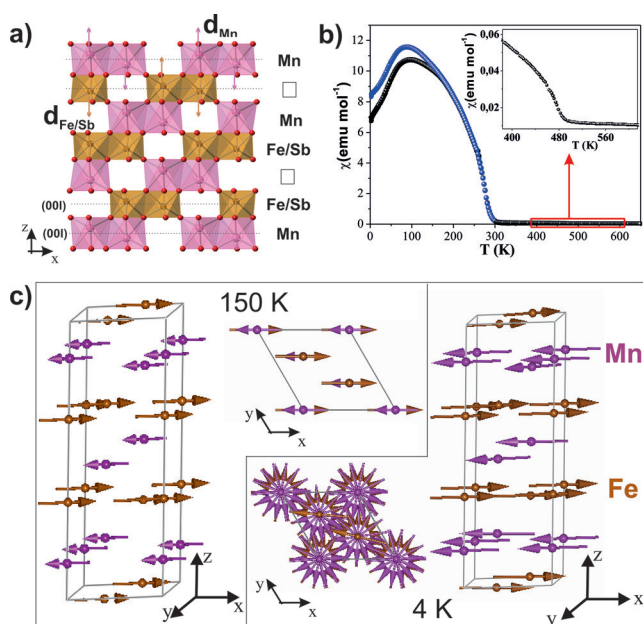 a)
d_Mn
Mn
□
d_Fe/Sb
Mn
Fe/Sb
□
(00l)
Fe/Sb
(00l)
Mn
z
x
b)
χ(emu mol⁻¹)
12
10
8
6
4
2
0
0 100 200 300 400 500 600
T (K)
χ(emu mol⁻¹)
0,06
0,04
0,02
0,01
400 480 560
T (K)
c)
150 K
y
x
z
y
x
Mn
Fe
4 K
y
x
z
y
x